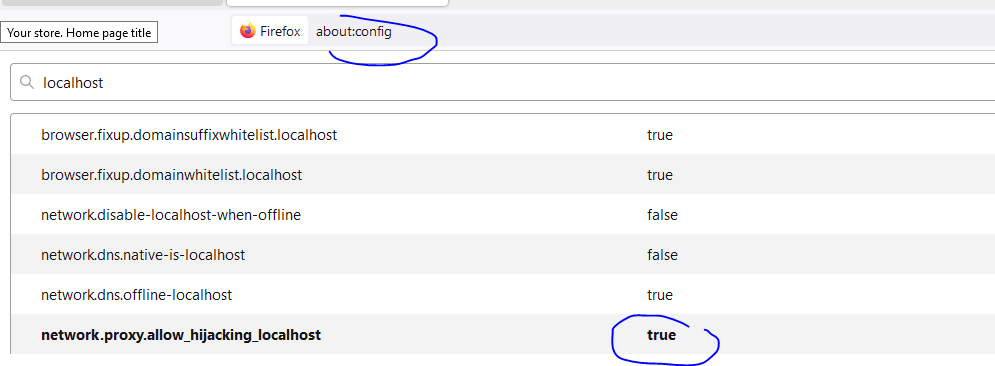 Your store. Home page title
Firefox about:config
localhost
browser.fixup.domainsuffixwhitelist.localhost true
browser.fixup.domainwhitelist.localhost true
network.disable-localhost-when-offline false
network.dns.native-is-localhost false
network.dns.offline-localhost true
network.proxy.allow_hijacking_localhost true